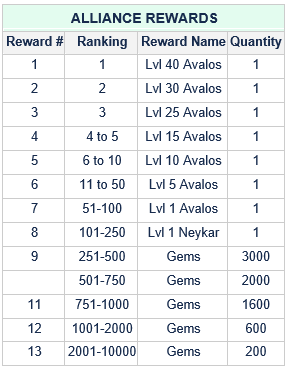 ALLIANCE REWARDS
Reward # Ranking Reward Name Quantity
1 1 Lvl 40 Avalos 1
2 2 Lvl 30 Avalos 1
3 3 Lvl 25 Avalos 1
4 4 to 5 Lvl 15 Avalos 1
5 6 to 10 Lvl 10 Avalos 1
6 11 to 50 Lvl 5 Avalos 1
7 51-100 Lvl 1 Avalos 1
8 101-250 Lvl 1 Neykar 1
9 251-500 Gems 3000
501-750 Gems 2000
11 751-1000 Gems 1600
12 1001-2000 Gems 600
13 2001-10000 Gems 200